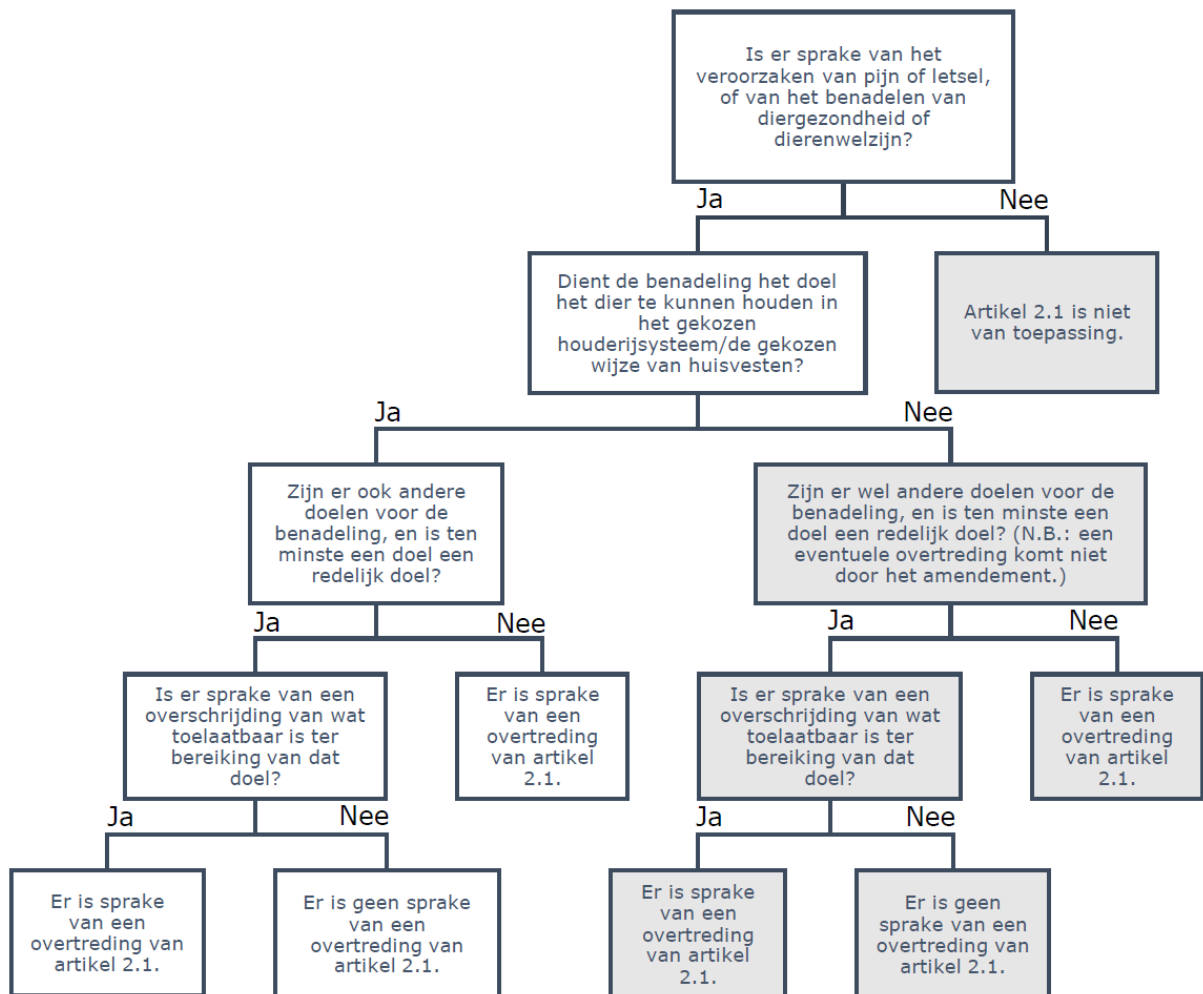 Is er sprake van het
veroorzaken van pijn of letsel,
of van het benadelen van
diergezondheid of
dierenwelzijn?
Ja
Nee
Dient de benadeling het doel
het dier te kunnen houden in
het gekozen
houderijsysteem/de gekozen
wijze van huisvesten?
Artikel 2.1 is niet
van toepassing.
Ja
Nee
Zijn er ook andere
doelen voor de
benadeling, en is ten
minste een doel een
redelijk doel?
Zijn er wel andere doelen voor de
benadeling, en is ten minste een
doel een redelijk doel? (N.B.: een
eventuele overtreding komt niet
door het amendement.)
Ja
Nee
Ja
Nee
Is er sprake van een
overschrijding van wat
toelaatbaar is ter
bereiking van dat
doel?
Er is sprake
van een
overtreding
van artikel
2.1.
Is er sprake van een
overschrijding van wat
toelaatbaar is ter
bereiking van dat
doel?
Er is sprake
van een
overtreding
van artikel
2.1.
Ja
Nee
Ja
Nee
Er is sprake
van een
overtreding van
artikel 2.1.
Er is geen sprake
van een
overtreding van
artikel 2.1.
Er is sprake
van een
overtreding
van artikel
2.1.
Er is geen
sprake van een
overtreding van
artikel 2.1.